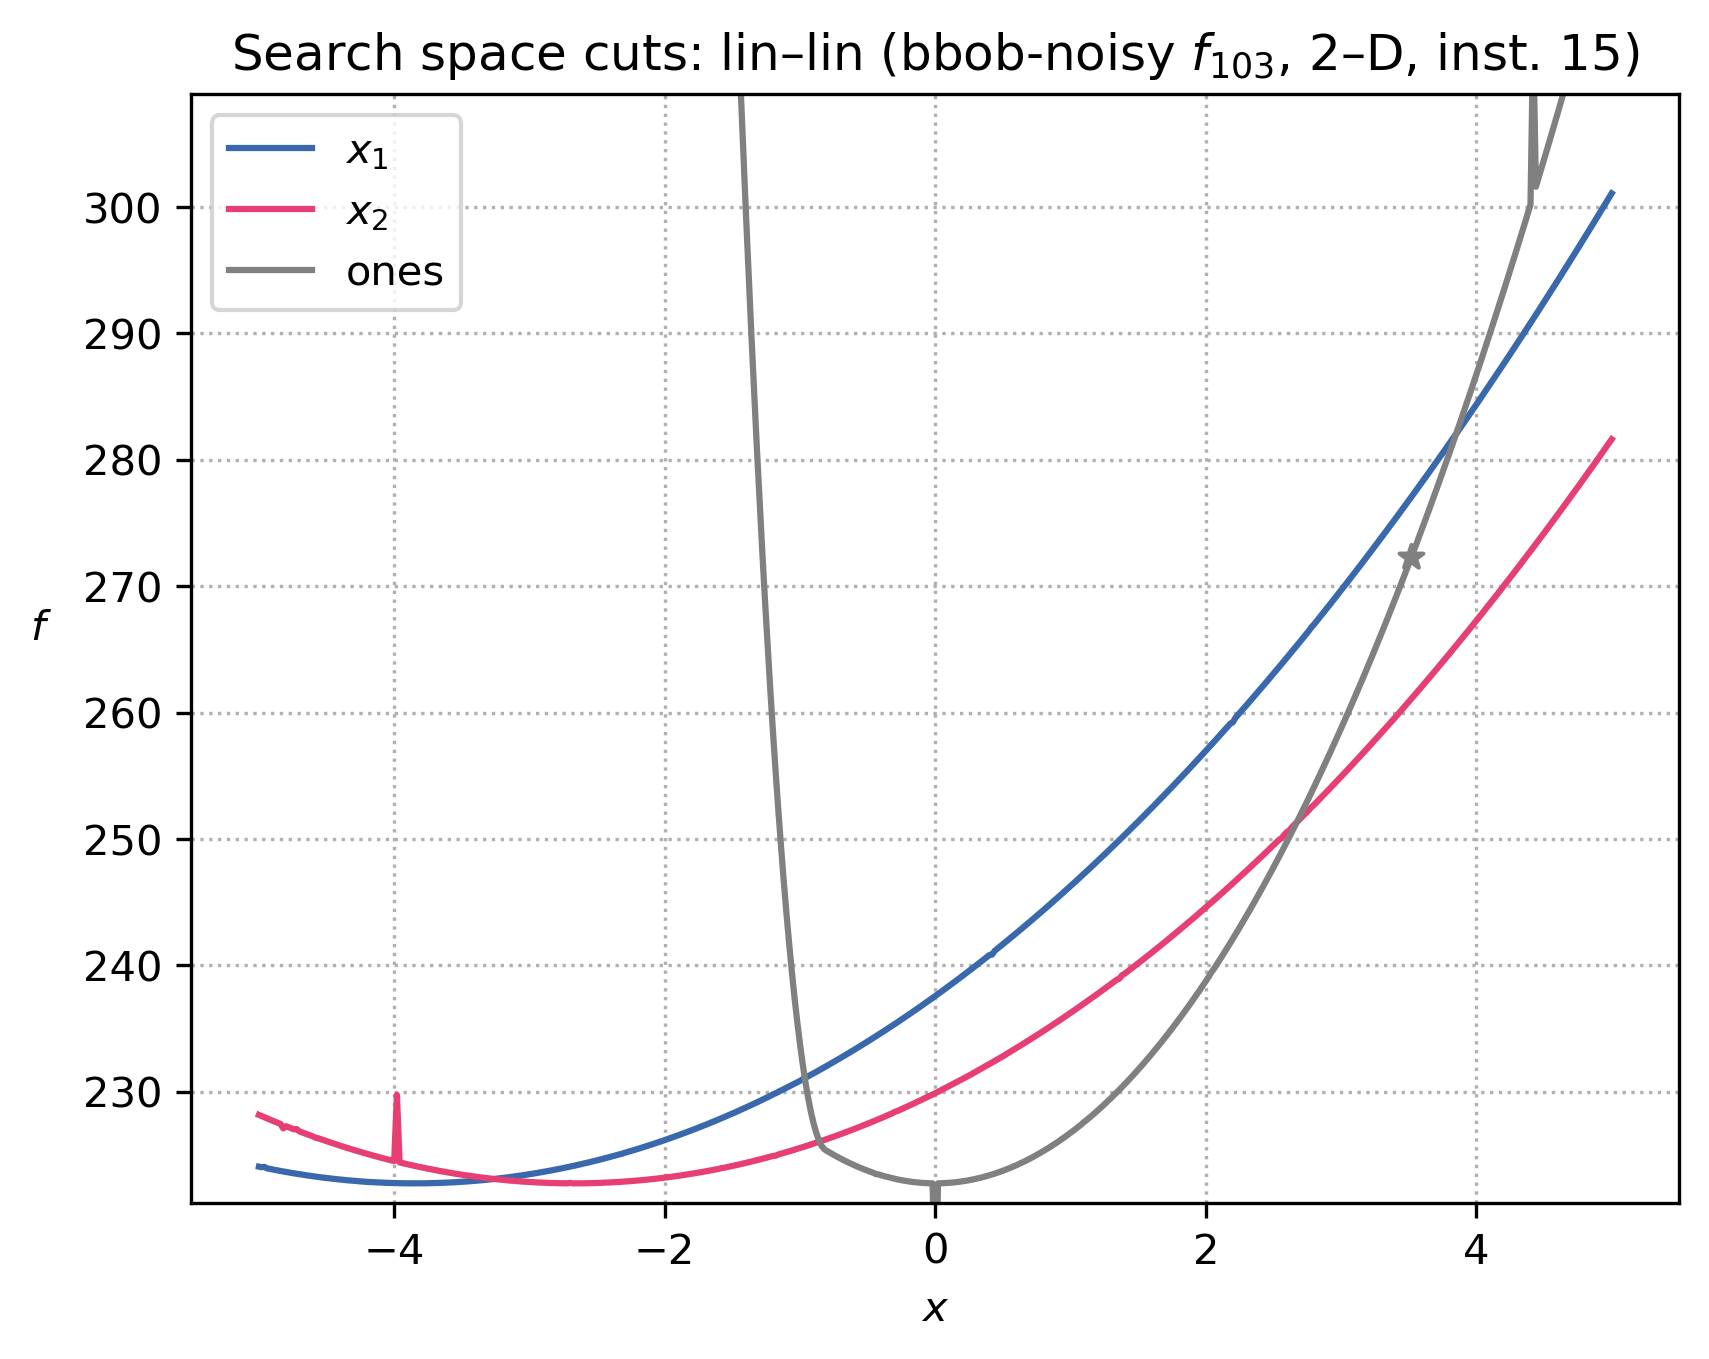 Search space cuts: lin–lin (bbob-noisy f₁₀₃, 2–D, inst. 15)
x₁
x₂
ones
300
290
280
270
260
250
240
230
f
−4 −2 0 2 4
x